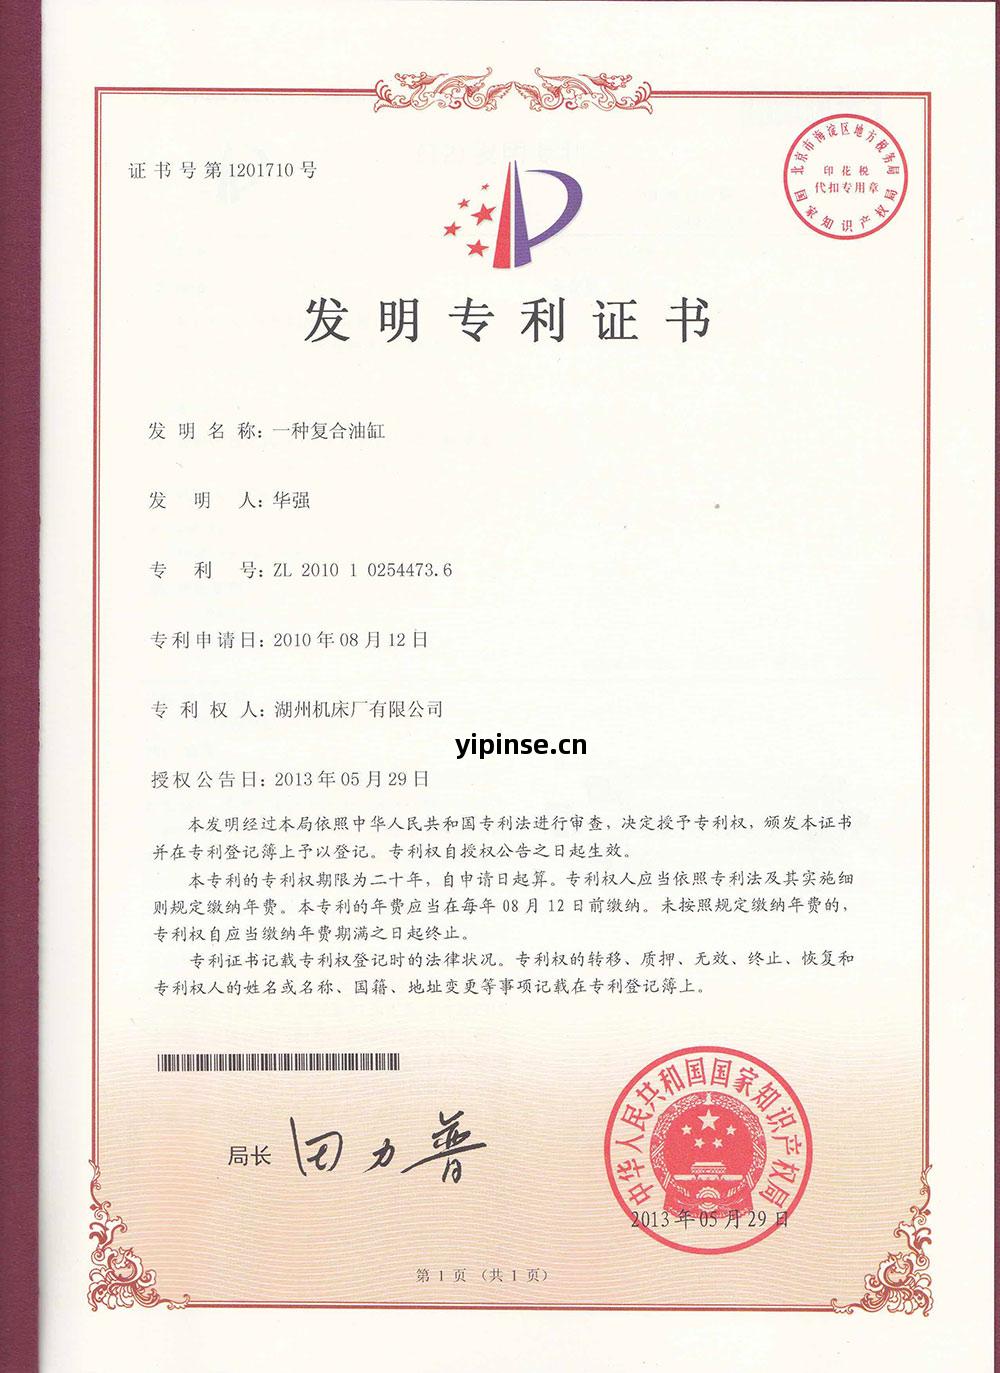 证书号第1201710号
北京市海淀区地方税务局
印花税
代扣专用章
国家知识产权局
发明专利证书
发明名称：一种复合油缸
发明人：华强
专利号：ZL 2010 1 0254473.6
专利申请日：2010年08月12日
专利权人：湖州机床厂有限公司
yipinse.cn
授权公告日：2013年05月29日
本发明经过本局依照中华人民共和国专利法进行审查，决定授予专利权，颁发本证书
并在专利登记簿上予以登记。专利权自授权公告之日起生效。
本专利的专利权期限为二十年，自申请日起算。专利权人应当依照专利法及其实施细
则规定缴纳年费。本专利的年费应当在每年08月12日前缴纳。未按照规定缴纳年费的，
专利权自应当缴纳年费期满之日起终止。
专利证书记载专利权登记时的法律状况。专利权的转移、质押、无效、终止、恢复和
专利权人的姓名或名称、国籍、地址变更等事项记载在专利登记簿上。
局长 田力普
中华人民共和国国家知识产权局
2013年05月29日
第1页（共1页）